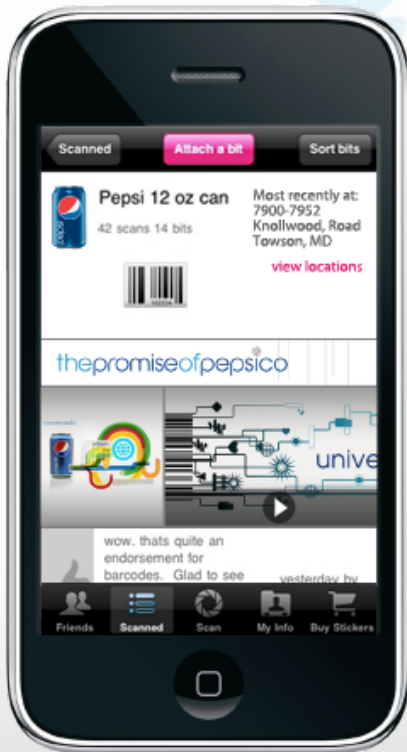 Scanned
Attach a bit
Sort bits
Pepsi 12 oz can
42 scans 14 bits
Most recently at:
7900-7952
Knollwood, Road
Towson, MD
view locations
pepsi
thepromiseofpepsico
unive
wow. thats quite an
endorsement for
barcodes. Glad to see
yesterday by
Friends
Scanned
Scan
My Info
Buy Stickers